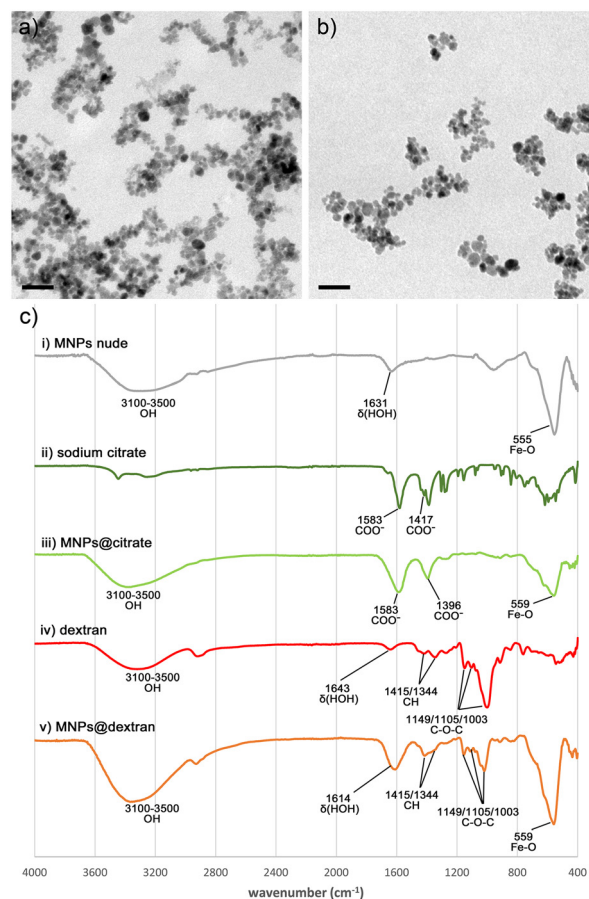 a)
b)
c)
i) MNPs nude
3100-3500
OH
1631
δ(HOH)
555
Fe-O
ii) sodium citrate
1583
COO⁻
1417
COO⁻
iii) MNPs@citrate
3100-3500
OH
1583
COO⁻
1396
COO⁻
559
Fe-O
iv) dextran
3100-3500
OH
1643
δ(HOH)
1415/1344
CH
1149/1105/1003
C-O-C
v) MNPs@dextran
3100-3500
OH
1614
δ(HOH)
1415/1344
CH
1149/1105/1003
C-O-C
559
Fe-O
4000 3600 3200 2800 2400 2000 1600 1200 800 400
wavenumber (cm⁻¹)